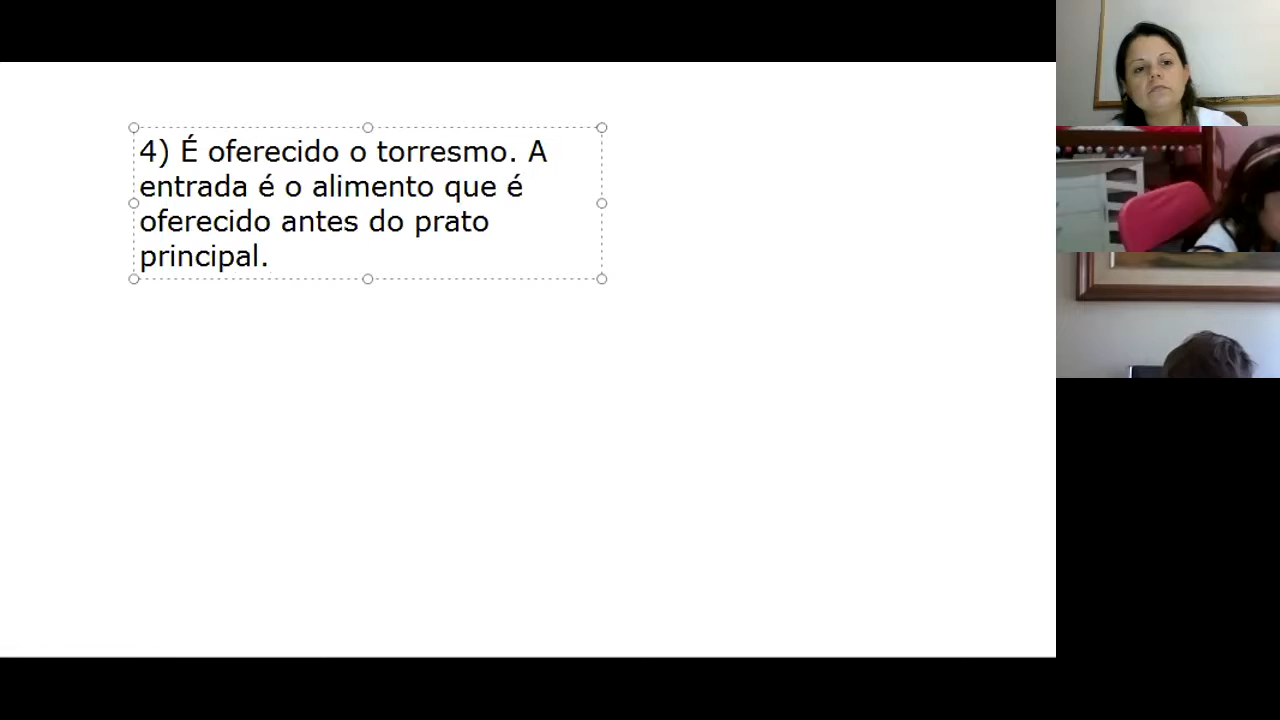 4) É oferecido o torresmo. A
entrada é o alimento que é
oferecido antes do prato
principal.